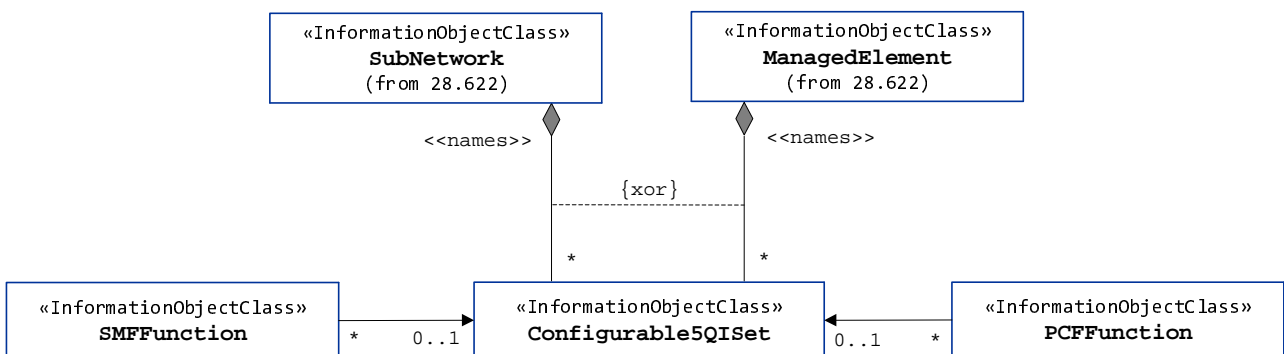 «InformationObjectClass»
SubNetwork
(from 28.622)
«InformationObjectClass»
ManagedElement
(from 28.622)
<<names>>
<<names>>
{xor}
*
*
«InformationObjectClass»
SMFFunction
*
0..1
«InformationObjectClass»
Configurable5QISet
0..1
*
«InformationObjectClass»
PCFFunction